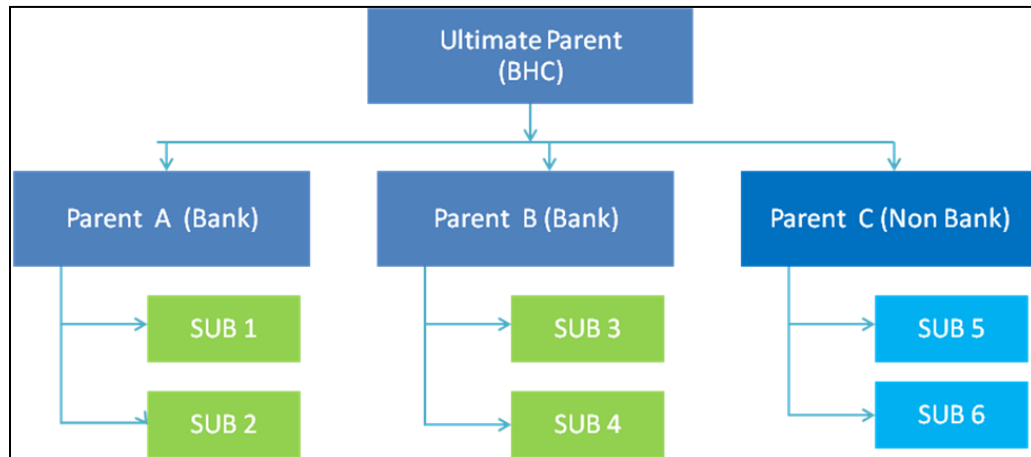 Ultimate Parent
(BHC)
Parent A (Bank)
Parent B (Bank)
Parent C (Non Bank)
SUB 1
SUB 3
SUB 5
SUB 2
SUB 4
SUB 6